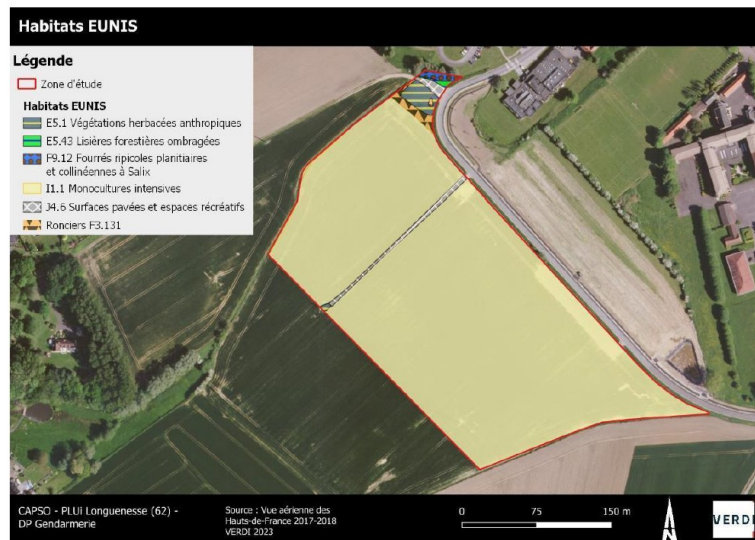 Habitats EUNIS
Légende
Zone d'étude
Habitats EUNIS
E5.1 Végétations herbacées anthropiques
E5.43 Lisières forestières ombragées
F9.12 Fourrés ripicoles planitiaires
et collinéennes à Salix
I1.1 Monocultures intensives
J4.6 Surfaces pavées et espaces récréatifs
Ronciers F3.131
CAPSO - PLUi Longuenesse (62) -
DP Gendarmerie
Source : Vue aérienne des
Hauts-de-France 2017-2018
VERDI 2023
0 75 150 m
N
VERDI